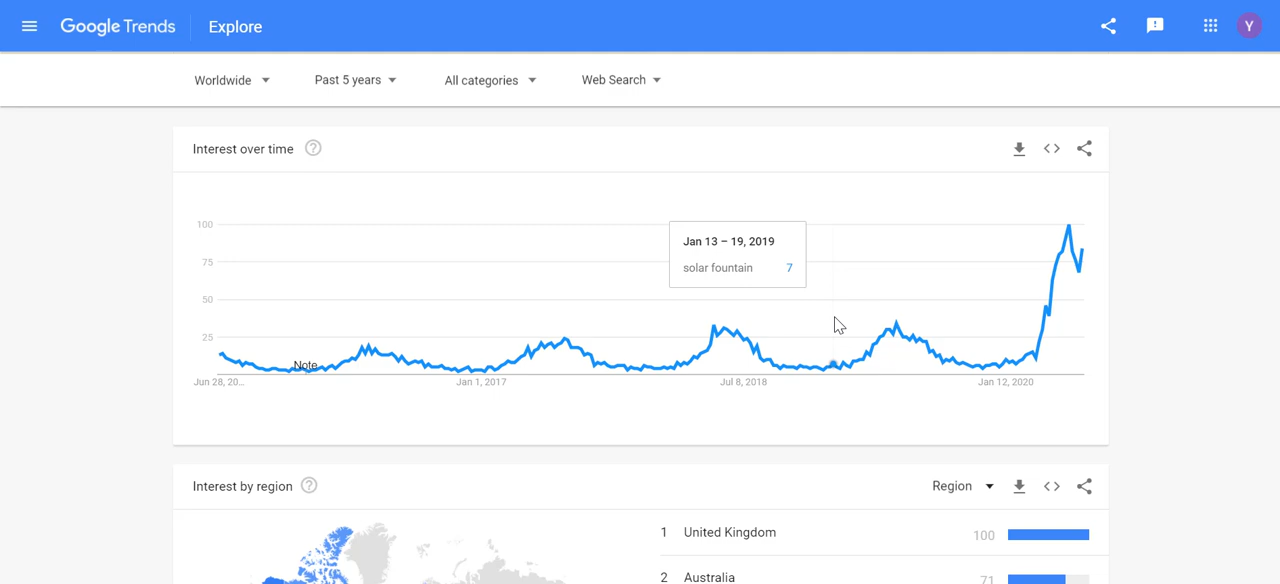 Google Trends Explore Y
Worldwide Past 5 years All categories Web Search
Interest over time ?
100
75
50
25
Jan 13 – 19, 2019
solar fountain 7
Note
Jun 28, 20... Jan 1, 2017 Jul 8, 2018 Jan 12, 2020
Interest by region ? Region
1 United Kingdom 100
2 Australia 71